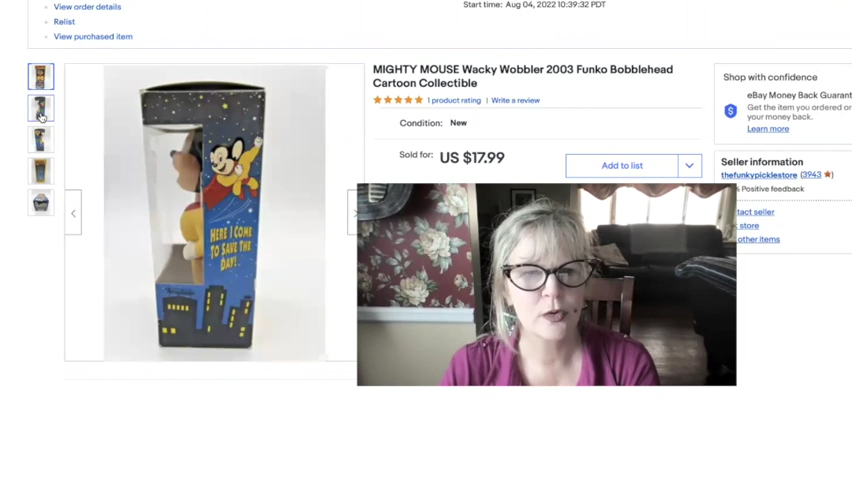 View order details
Start time: Aug 04, 2022 10:39:32 PDT
Relist
View purchased item
MIGHTY MOUSE Wacky Wobbler 2003 Funko Bobblehead
Cartoon Collectible
1 product rating | Write a review
Condition: New
Sold for: US $17.99
Add to list
Shop with confidence
eBay Money Back Guarant
Get the item you ordered or
your money back.
Learn more
Seller information
thefunkypicklestore (3943 )
% Positive feedback
tact seller
store
other items
HERE I COME
TO SAVE THE
DAY!